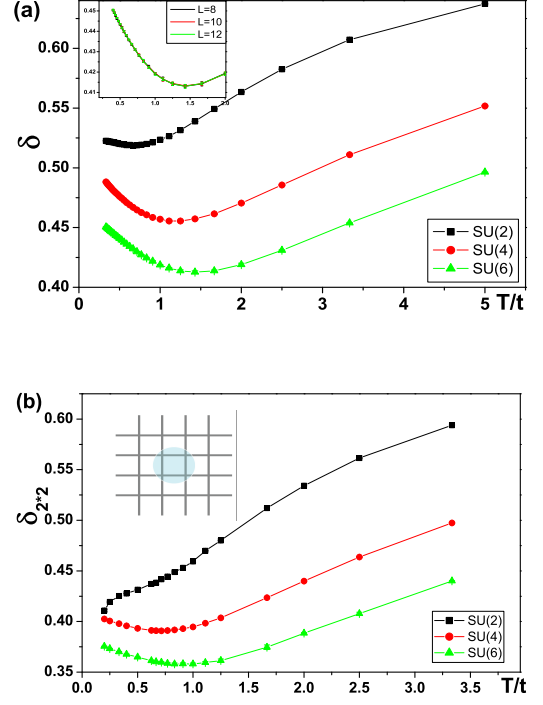 (a)
0.45
0.44
0.43
0.42
0.41
0.5 1.0 1.5 2.0
L=8
L=10
L=12
0.60
0.55
0.50
0.45
0.40
δ
SU(2)
SU(4)
SU(6)
0 1 2 3 4 5 T/t
(b)
0.60
0.55
0.50
0.45
0.40
0.35
δ2*2
SU(2)
SU(4)
SU(6)
0.0 0.5 1.0 1.5 2.0 2.5 3.0 3.5 T/t